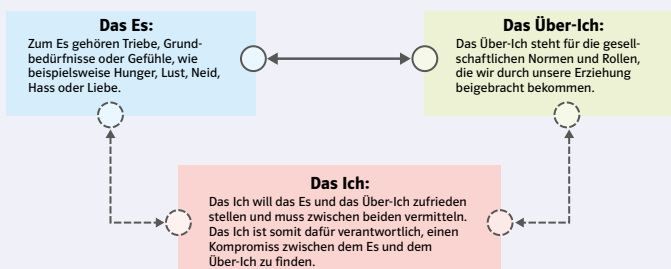 Das Es:
Zum Es gehören Triebe, Grund-
bedürfnisse oder Gefühle, wie
beispielsweise Hunger, Lust, Neid,
Hass oder Liebe.
Das Über-Ich:
Das Über-Ich steht für die gesell-
schaftlichen Normen und Rollen,
die wir durch unsere Erziehung
beigebracht bekommen.
Das Ich:
Das Ich will das Es und das Über-Ich zufrieden
stellen und muss zwischen beiden vermitteln.
Das Ich ist somit dafür verantwortlich, einen
Kompromiss zwischen dem Es und dem
Über-Ich zu finden.